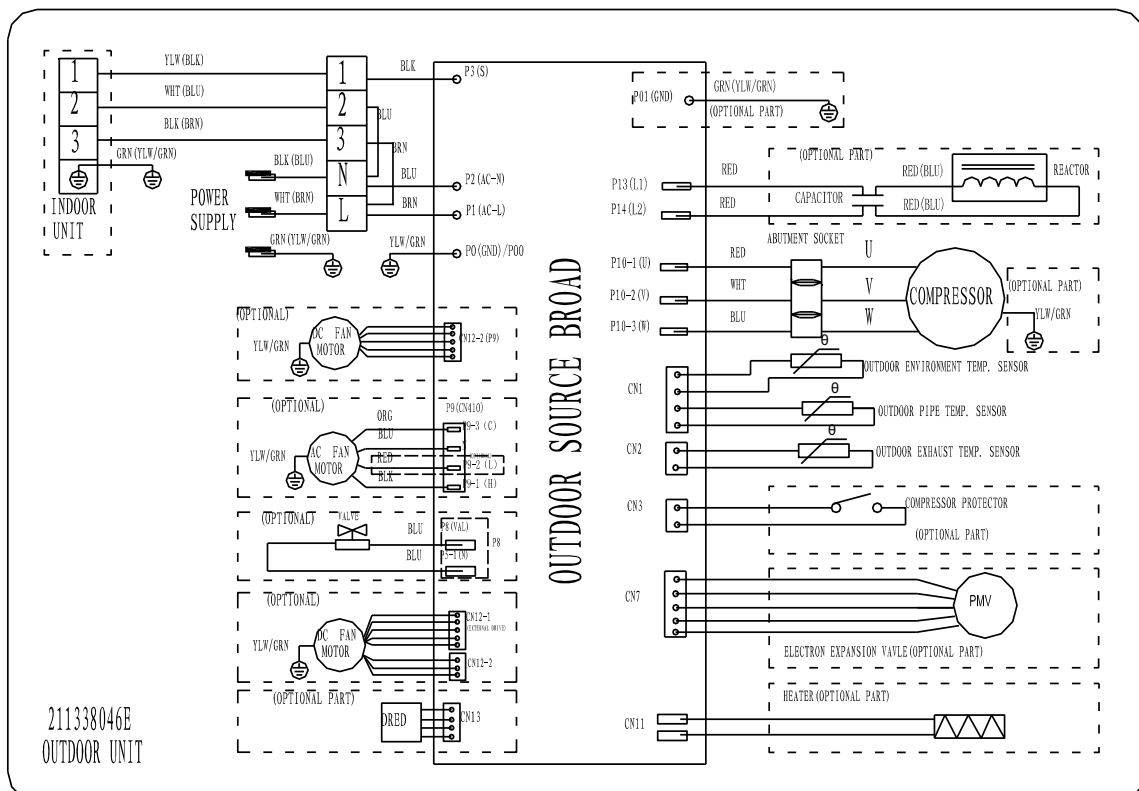 YLW(BLK)
WHT(BLU)
BLK(BRN)
GRN(YLW/GRN)
1
2
3
INDOOR
UNIT
1
2
3
N
L
BLK
P3(S)
BLU
BRN
BLK(BLU)
BLU
P2(AC-N)
WHT(BRN)
BRN
P1(AC-L)
POWER
SUPPLY
GRN(YLW/GRN)
YLW/GRN
P0(GND)/P00
(OPTIONAL)
DC FAN
MOTOR
YLW/GRN
CN12-2(P9)
(OPTIONAL)
AC FAN
MOTOR
YLW/GRN
ORG
BLU
RED
BLK
P9(CN410)
P9-3 (C)
P9-2 (L)
P9-1 (H)
(OPTIONAL)
VALVE
BLU
BLU
P8(VAL)
P5-1(N)
P8
(OPTIONAL)
DC FAN
MOTOR
YLW/GRN
CN12-1
(EXTERNAL DRIVE)
CN12-2
(OPTIONAL PART)
DRED
CN13
211338046E
OUTDOOR UNIT
OUTDOOR SOURCE BROAD
P01(GND)
GRN(YLW/GRN)
(OPTIONAL PART)
P13(L1)
RED
P14(L2)
RED
(OPTIONAL PART)
CAPACITOR
RED(BLU)
RED(BLU)
REACTOR
ABUTMENT SOCKET
P10-1(U)
RED
U
P10-2(V)
WHT
V
P10-3(W)
BLU
W
COMPRESSOR
(OPTIONAL PART)
YLW/GRN
CN1
θ
OUTDOOR ENVIRONMENT TEMP. SENSOR
θ
OUTDOOR PIPE TEMP. SENSOR
CN2
θ
OUTDOOR EXHAUST TEMP. SENSOR
CN3
COMPRESSOR PROTECTOR
(OPTIONAL PART)
CN7
PMV
ELECTRON EXPANSION VAVLE(OPTIONAL PART)
HEATER(OPTIONAL PART)
CN11